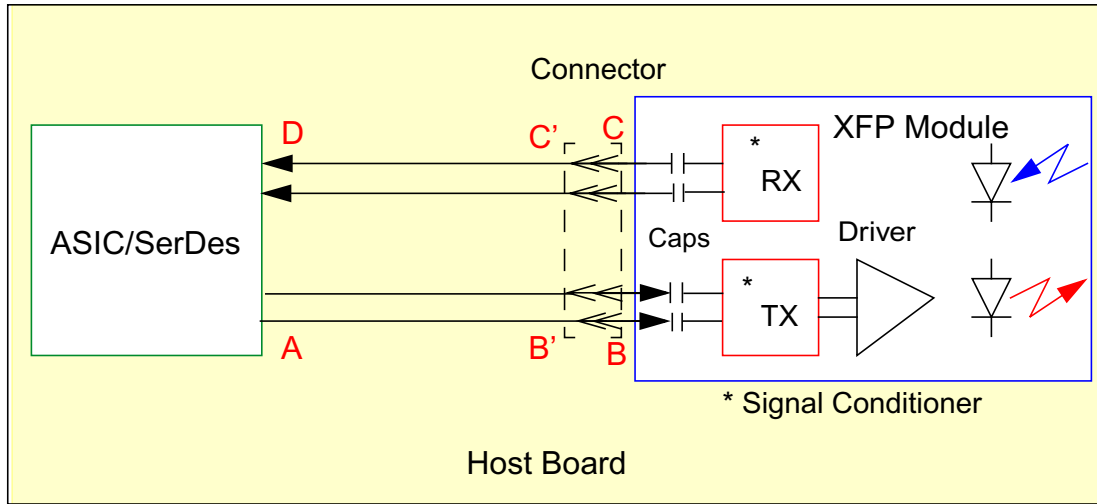 Connector
D
C’
C
XFP Module
*
RX
ASIC/SerDes
Caps
Driver
*
TX
A
B’
B
* Signal Conditioner
Host Board